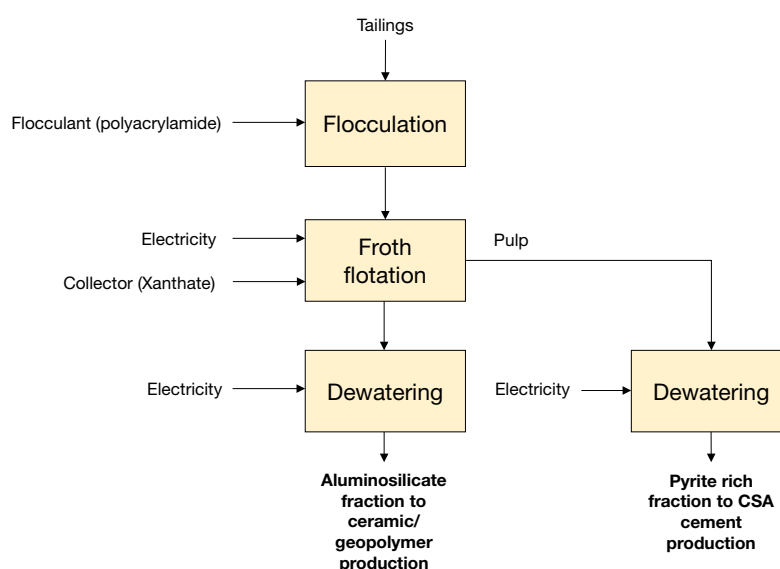 Tailings
Flocculant (polyacrylamide)
Flocculation
Electricity
Froth
flotation
Pulp
Collector (Xanthate)
Electricity
Dewatering
Electricity
Dewatering
Aluminosilicate
fraction to
ceramic/
geopolymer
production
Pyrite rich
fraction to CSA
cement
production